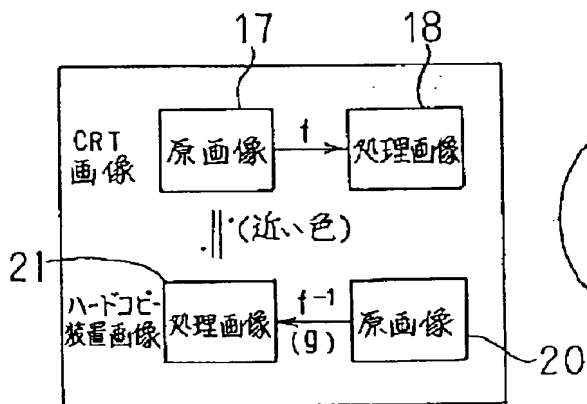 17
18
CRT
画像
原画像
f
処理画像
≒(近い色)
21
ハードコピー
装置画像
処理画像
f⁻¹
(g)
原画像
20